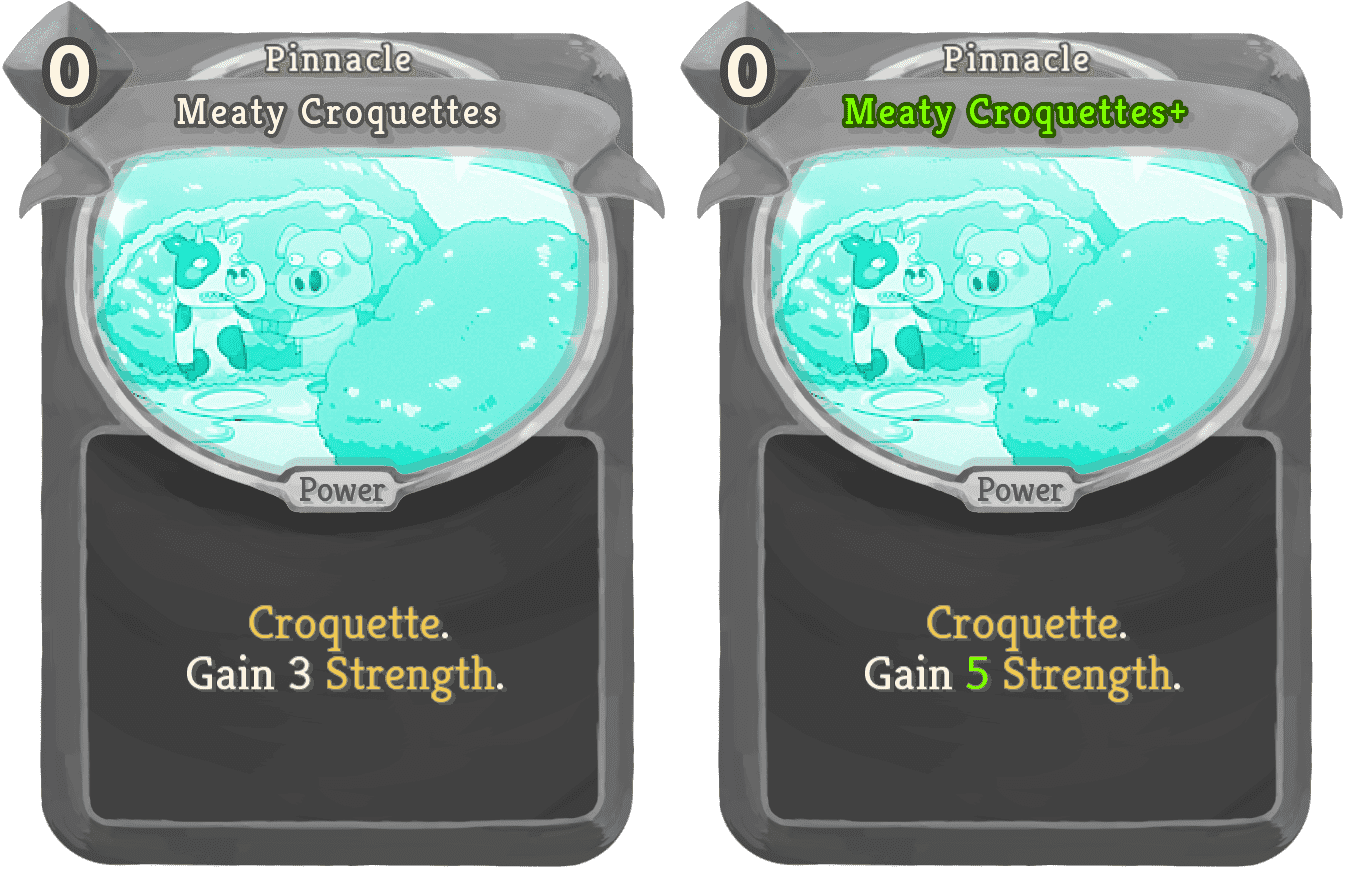 0
Pinnacle
Meaty Croquettes
Power
Croquette.
Gain 3 Strength.
0
Pinnacle
Meaty Croquettes+
Power
Croquette.
Gain 5 Strength.